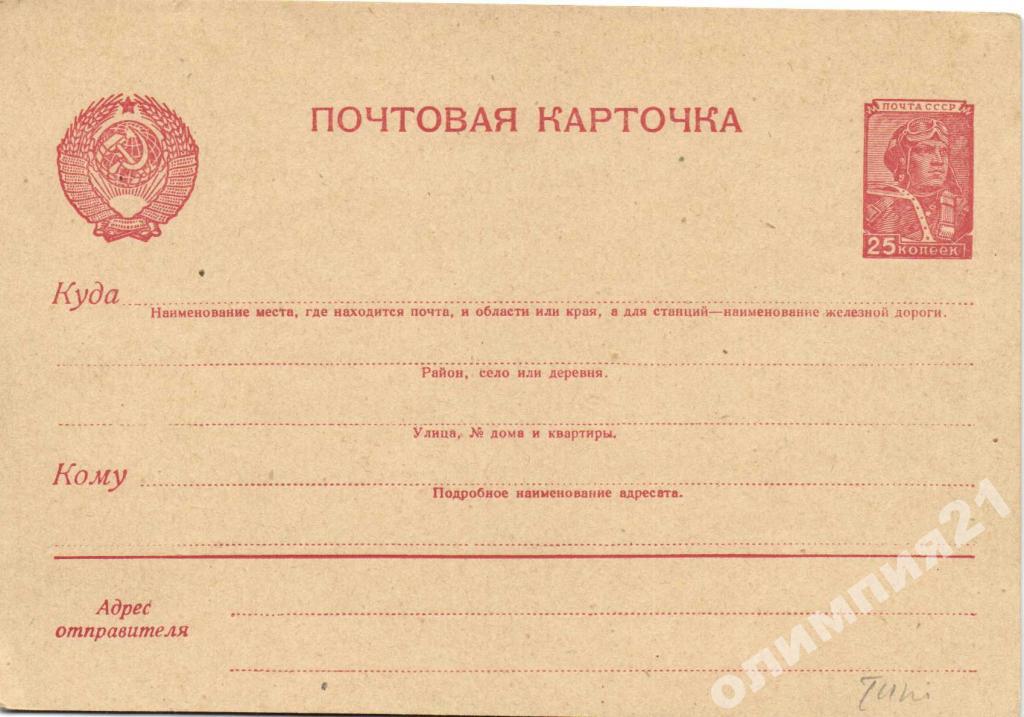 ПОЧТОВАЯ КАРТОЧКА
ПОЧТА СССР
25 КОПЕЕК
Куда
Наименование места, где находится почта, и области или края, а для станций—наименование железной дороги.
Район, село или деревня.
Улица, № дома и квартиры.
Кому
Подробное наименование адресата.
Адрес
отправителя
олимпия21